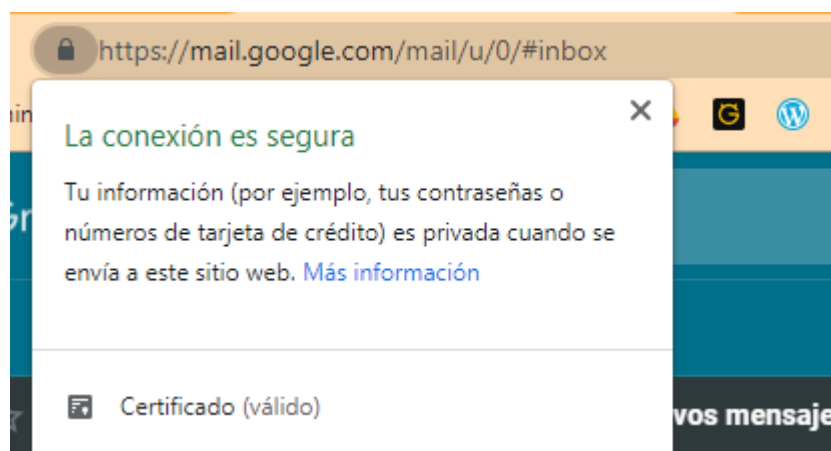 https://mail.google.com/mail/u/0/#inbox
La conexión es segura
Tu información (por ejemplo, tus contraseñas o
números de tarjeta de crédito) es privada cuando se
envía a este sitio web. Más información
Certificado (válido)
vos mensaje